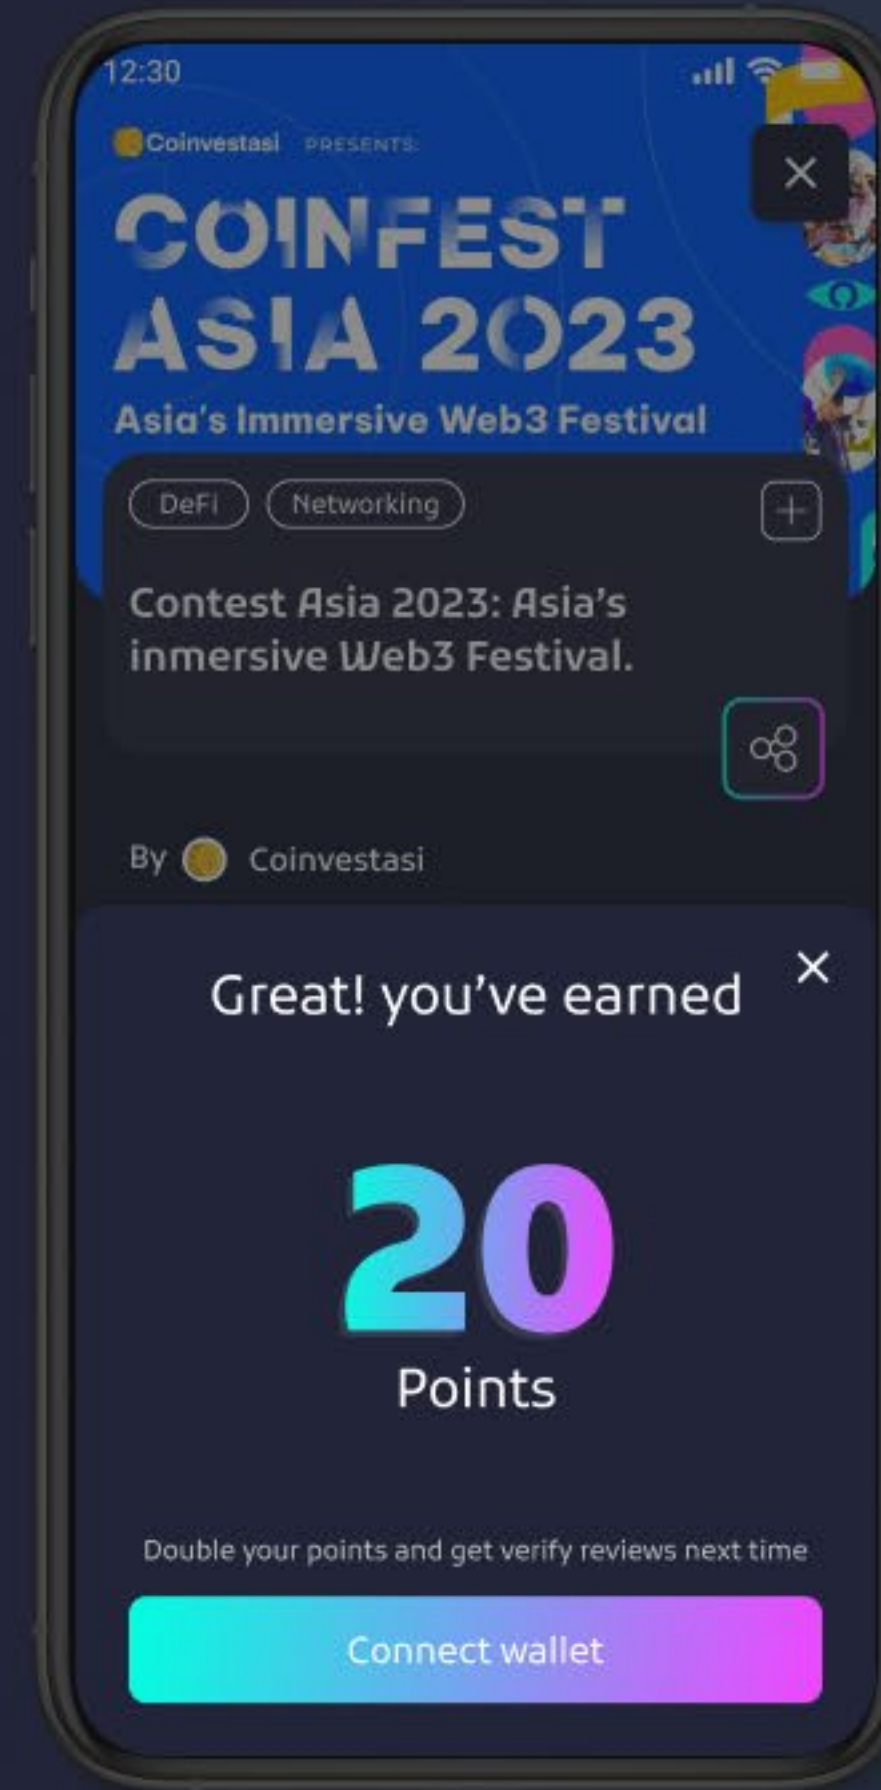 12:30
Coinvestasi PRESENTS:
COINFEST
ASIA 2023
Asia's Immersive Web3 Festival
DeFi Networking
Contest Asia 2023: Asia's
inmersive Web3 Festival.
By Coinvestasi
Great! you've earned
20
Points
Double your points and get verify reviews next time
Connect wallet